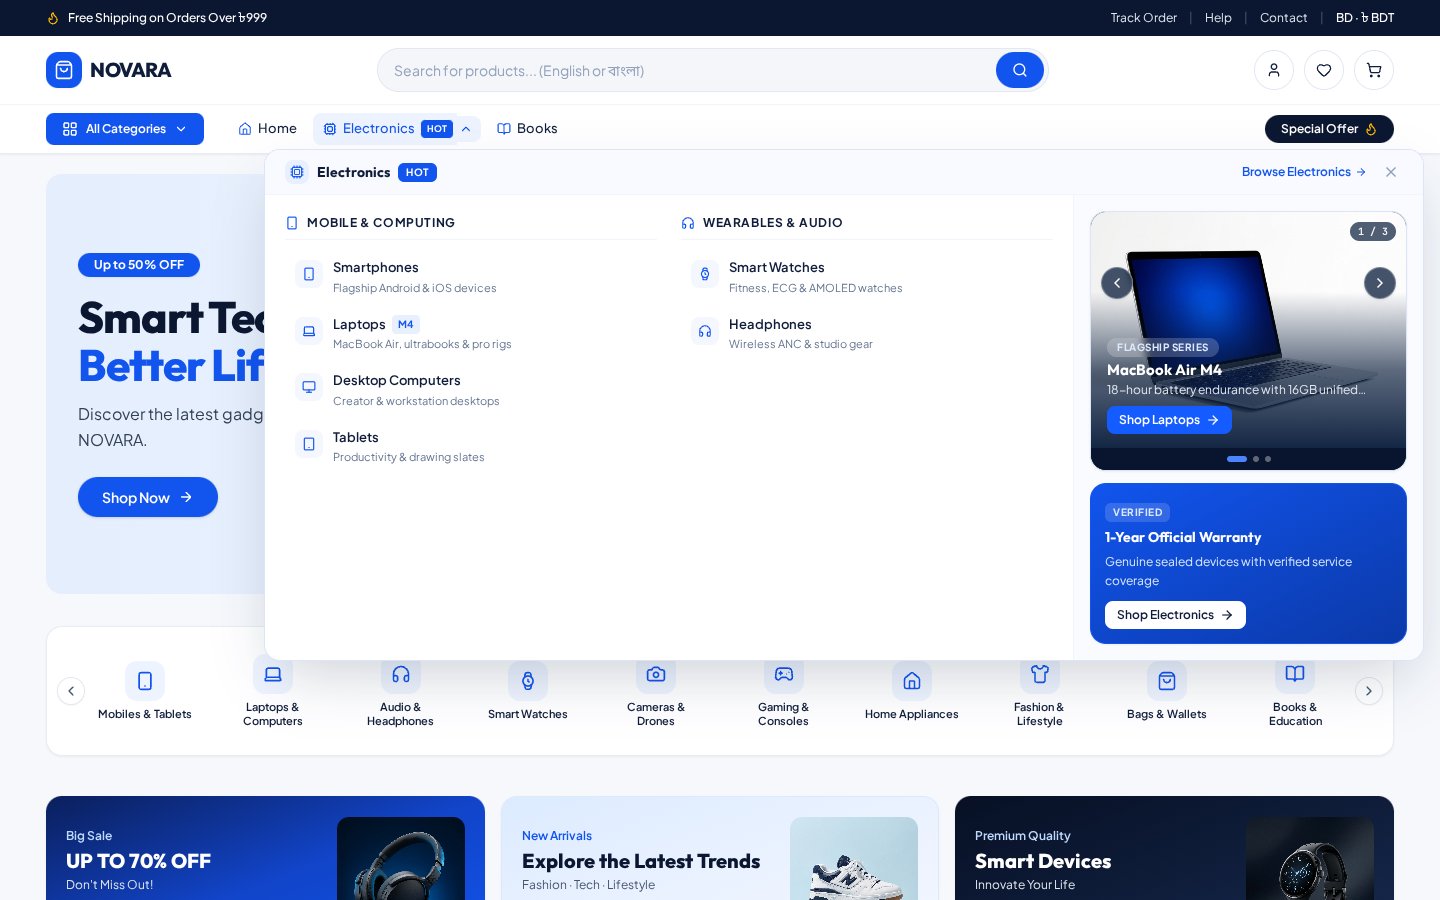 Free Shipping on Orders Over ৳999
Track Order | Help | Contact | BD · ৳ BDT
NOVARA
Search for products... (English or বাংলা)
All Categories
Home
Electronics HOT
Books
Special Offer
Electronics HOT
Browse Electronics →
MOBILE & COMPUTING
Smartphones
Flagship Android & iOS devices
Laptops M4
MacBook Air, ultrabooks & pro rigs
Desktop Computers
Creator & workstation desktops
Tablets
Productivity & drawing slates
WEARABLES & AUDIO
Smart Watches
Fitness, ECG & AMOLED watches
Headphones
Wireless ANC & studio gear
1 / 3
FLAGSHIP SERIES
MacBook Air M4
18-hour battery endurance with 16GB unified...
Shop Laptops →
VERIFIED
1-Year Official Warranty
Genuine sealed devices with verified service
coverage
Shop Electronics →
Up to 50% OFF
Smart
Better
Discover the latest
NOVARA.
Shop Now →
Mobiles & Tablets
Laptops &
Computers
Audio &
Headphones
Smart Watches
Cameras &
Drones
Gaming &
Consoles
Home Appliances
Fashion &
Lifestyle
Bags & Wallets
Books &
Education
Big Sale
UP TO 70% OFF
Don't Miss Out!
New Arrivals
Explore the Latest Trends
Fashion · Tech · Lifestyle
Premium Quality
Smart Devices
Innovate Your Life